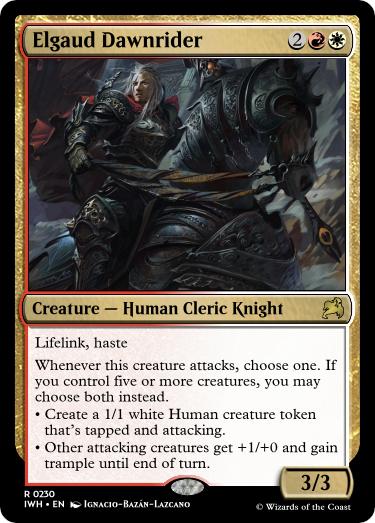 Elgaud Dawnrider 2
Creature — Human Cleric Knight
Lifelink, haste
Whenever this creature attacks, choose one. If
you control five or more creatures, you may
choose both instead.
• Create a 1/1 white Human creature token
that's tapped and attacking.
• Other attacking creatures get +1/+0 and gain
trample until end of turn.
3/3
R 0230
IWH • EN Ignacio-Bazán-Lazcano
© Wizards of the Coast